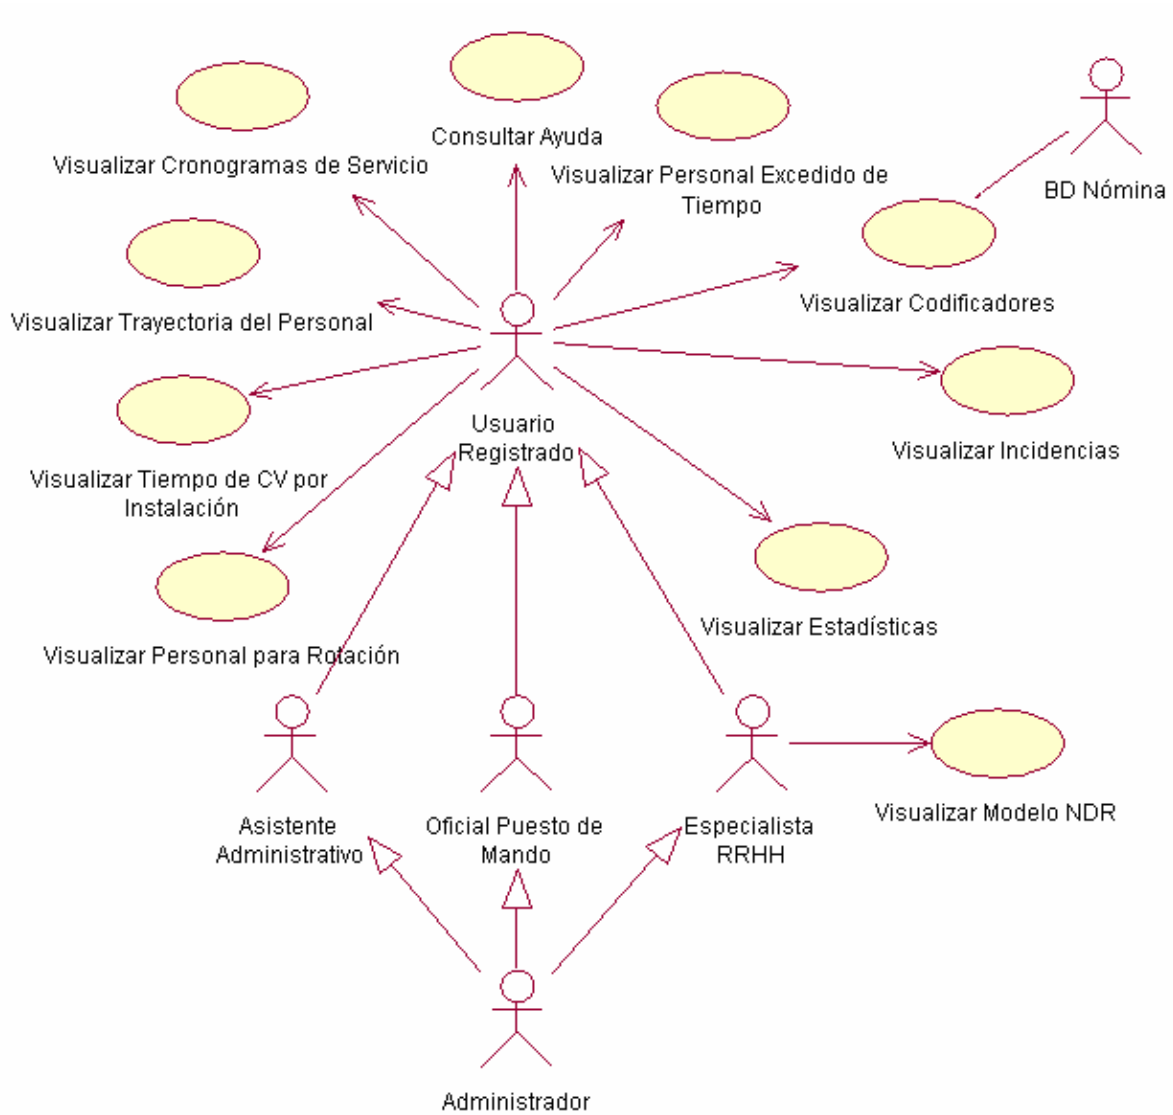 Consultar Ayuda
Visualizar Cronogramas de Servicio
Visualizar Personal Excedido de
Tiempo
BD Nómina
Visualizar Codificadores
Visualizar Trayectoria del Personal
Usuario
Registrado
Visualizar Incidencias
Visualizar Tiempo de CV por
Instalación
Visualizar Estadísticas
Visualizar Personal para Rotación
Asistente
Administrativo
Oficial Puesto de
Mando
Especialista
RRHH
Visualizar Modelo NDR
Administrador